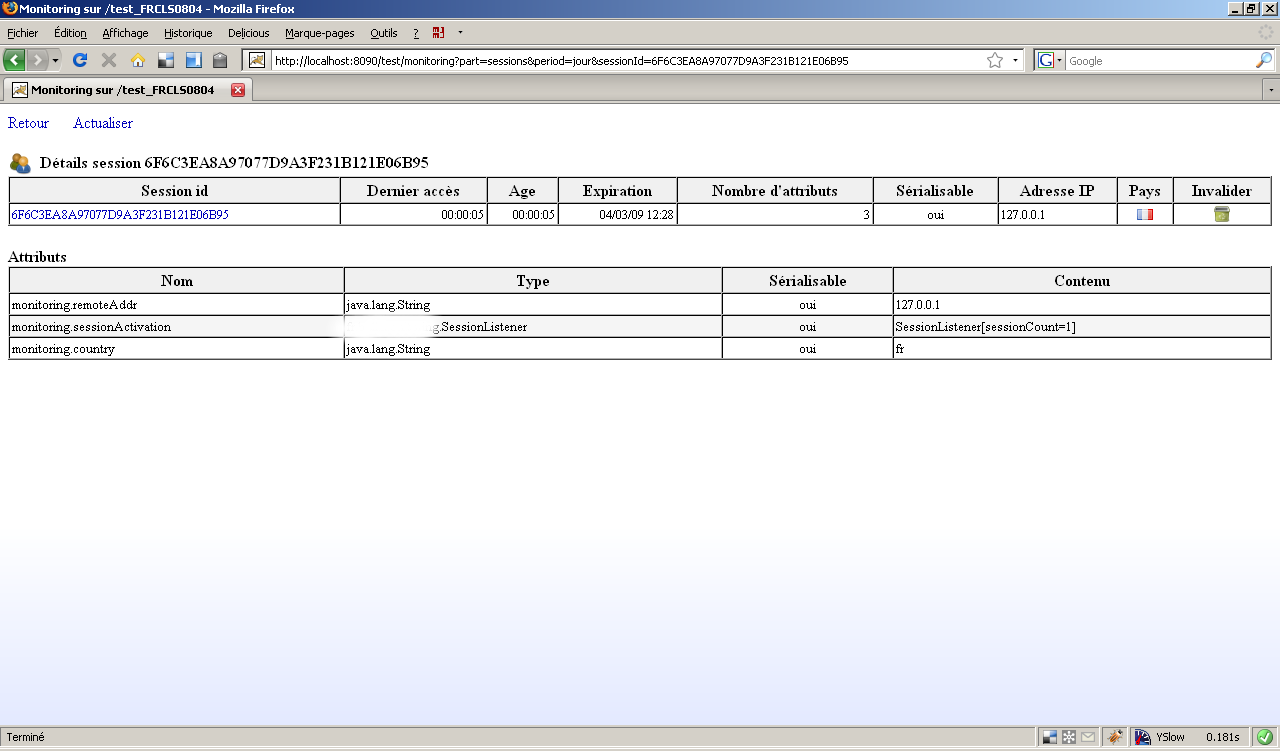 Monitoring sur /test_FRCLS0804 - Mozilla Firefox
Fichier Édition Affichage Historique Delicious Marque-pages Outils ?
http://localhost:8090/test/monitoring?part=sessions&period=jour&sessionId=6F6C3EA8A97077D9A3F231B121E06B95 G Google
Monitoring sur /test_FRCLS0804
Retour Actualiser
Détails session 6F6C3EA8A97077D9A3F231B121E06B95
Session id Dernier accès Age Expiration Nombre d'attributs Sérialisable Adresse IP Pays Invalider
6F6C3EA8A97077D9A3F231B121E06B95 00:00:05 00:00:05 04/03/09 12:28 3 oui 127.0.0.1
Attributs
Nom Type Sérialisable Contenu
monitoring.remoteAddr java.lang.String oui 127.0.0.1
monitoring.sessionActivation g.SessionListener oui SessionListener[sessionCount=1]
monitoring.country java.lang.String oui fr
Terminé YSlow 0.181s